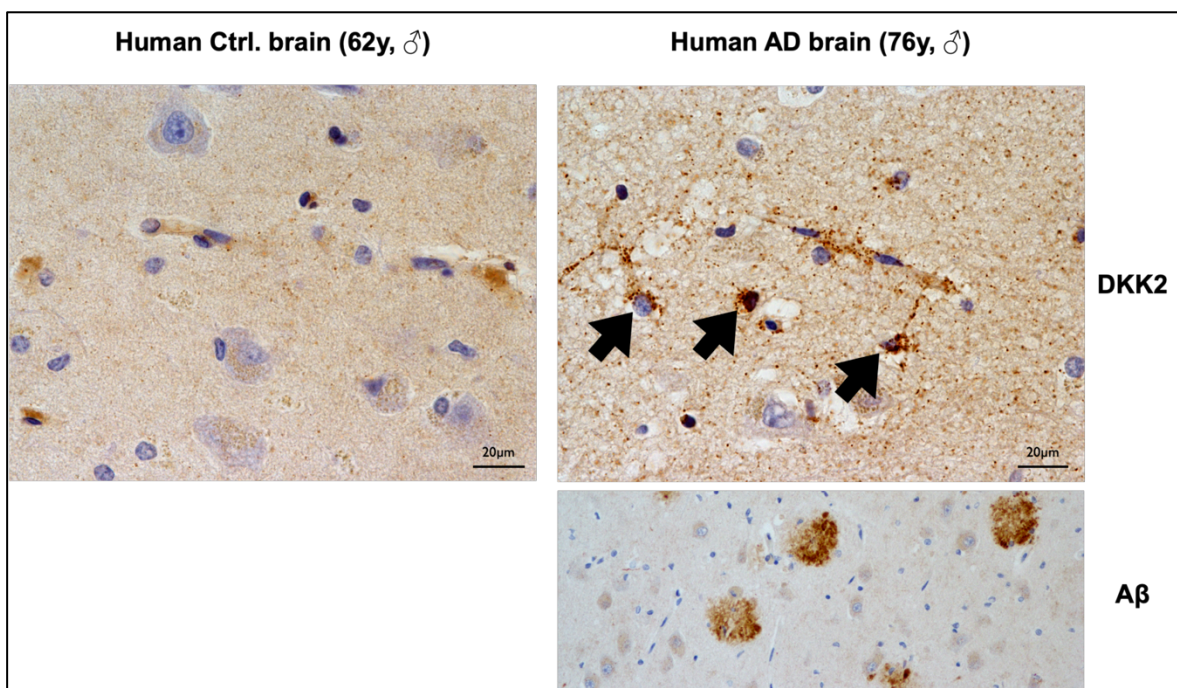 Human Ctrl. brain (62y, ♂)
Human AD brain (76y, ♂)
DKK2
20µm
20µm
Aβ